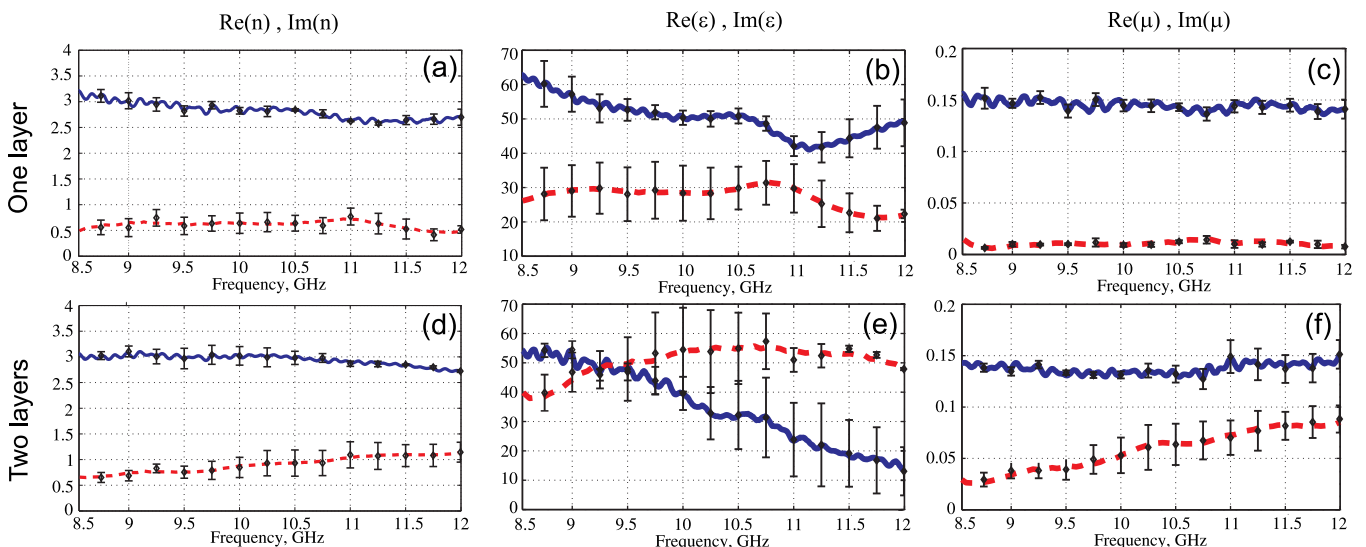 Re(n) , Im(n)
Re(ε) , Im(ε)
Re(μ) , Im(μ)
One layer
4
3.5
3
2.5
2
1.5
1
0.5
0
(a)
8.5 9 9.5 10 10.5 11 11.5 12
Frequency, GHz
70
60
50
40
30
20
10
(b)
8.5 9 9.5 10 10.5 11 11.5 12
Frequency, GHz
0.2
0.15
0.1
0.05
0
(c)
8.5 9 9.5 10 10.5 11 11.5 12
Frequency, GHz
Two layers
4
3.5
3
2.5
2
1.5
1
0.5
0
(d)
8.5 9 9.5 10 10.5 11 11.5 12
Frequency, GHz
70
60
50
40
30
20
10
0
(e)
8.5 9 9.5 10 10.5 11 11.5 12
Frequency, GHz
0.2
0.15
0.1
0.05
0
(f)
8.5 9 9.5 10 10.5 11 11.5 12
Frequency, GHz